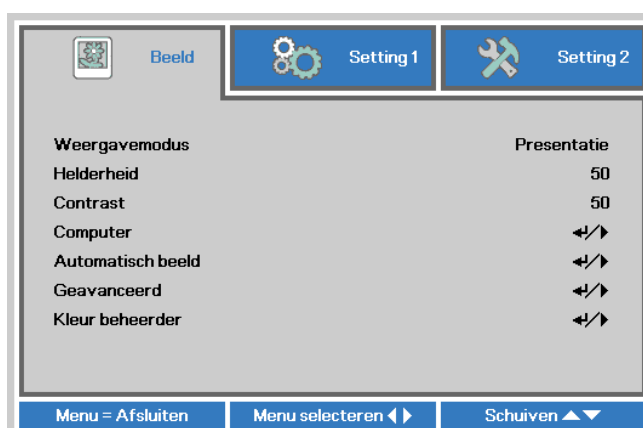 Beeld Setting 1 Setting 2
Weergavemodus Presentatie
Helderheid 50
Contrast 50
Computer ↵/▶
Automatisch beeld ↵/▶
Geavanceerd ↵/▶
Kleur beheerder ↵/▶
Menu = Afsluiten Menu selecteren ◀ ▶ Schuiven ▲▼